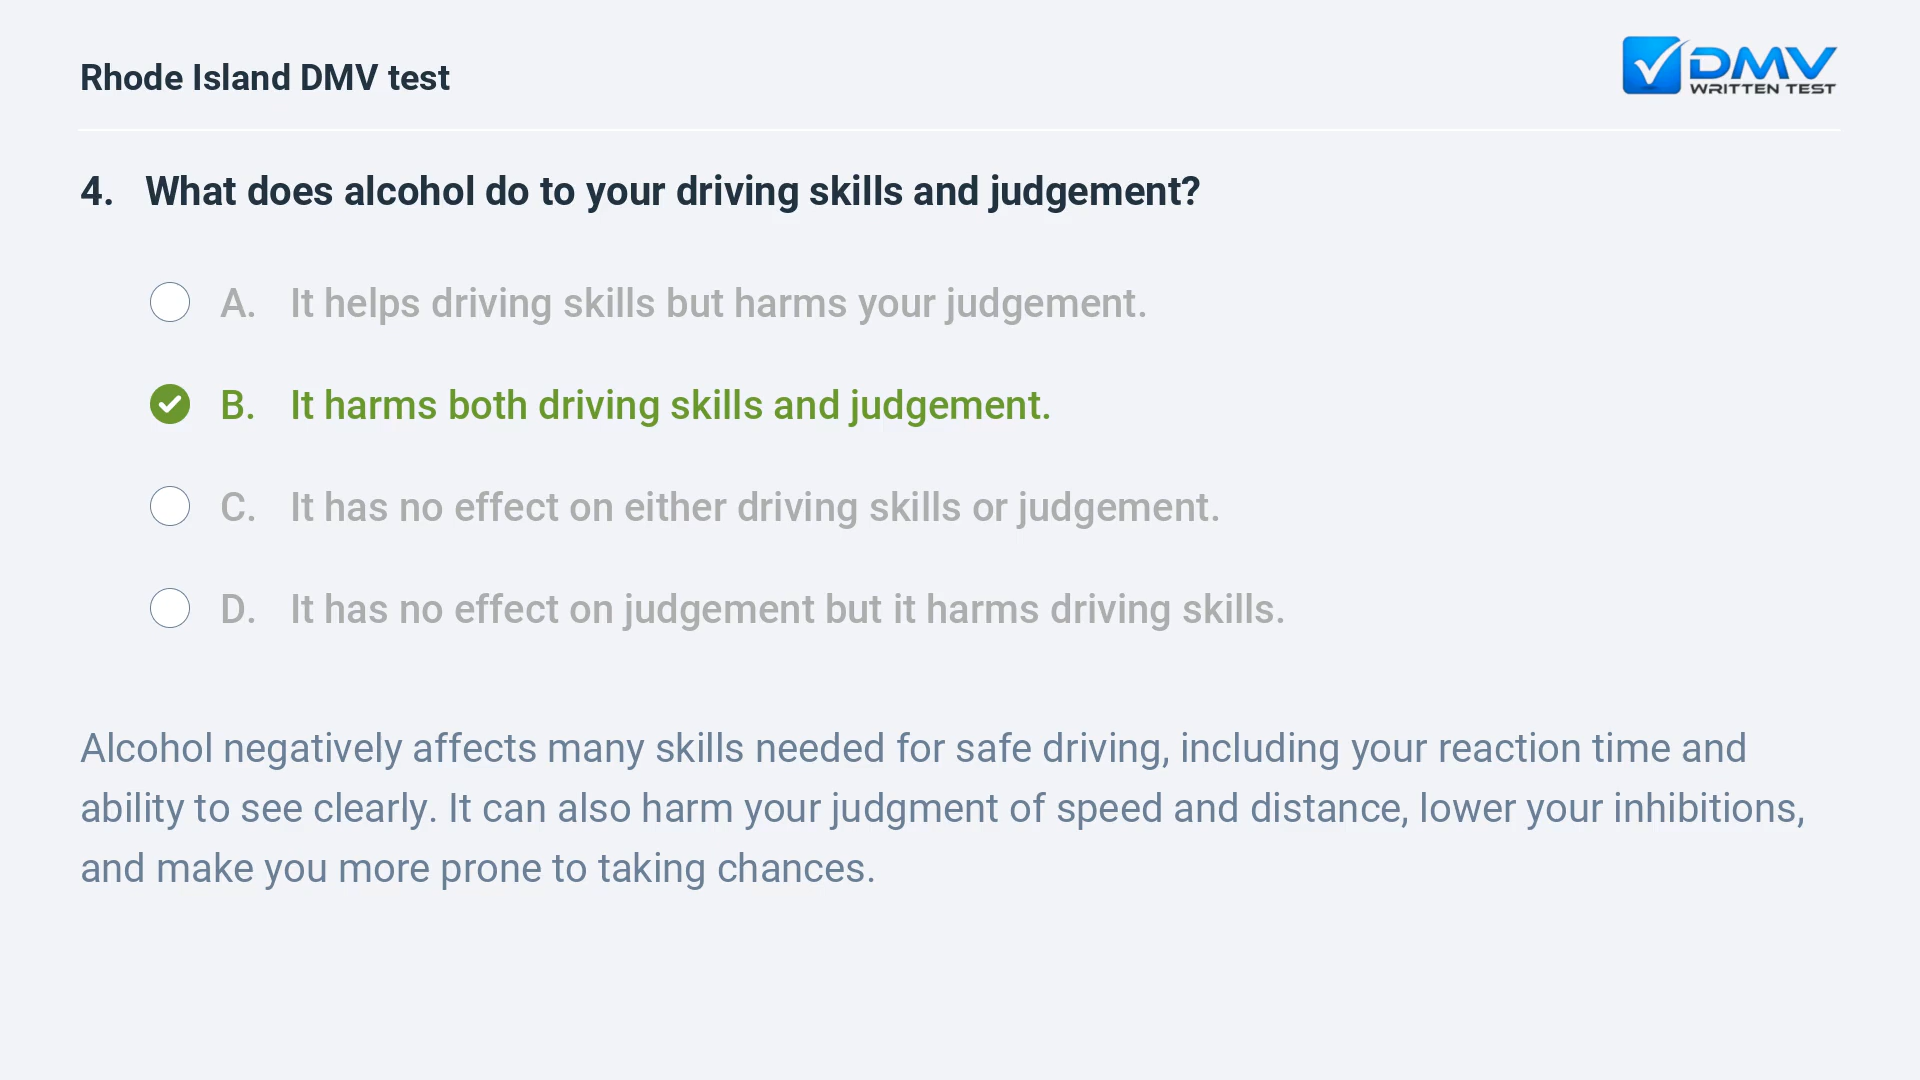 Rhode Island DMV test
DMV
WRITTEN TEST
4. What does alcohol do to your driving skills and judgement?
A. It helps driving skills but harms your judgement.
B. It harms both driving skills and judgement.
C. It has no effect on either driving skills or judgement.
D. It has no effect on judgement but it harms driving skills.
Alcohol negatively affects many skills needed for safe driving, including your reaction time and
ability to see clearly. It can also harm your judgment of speed and distance, lower your inhibitions,
and make you more prone to taking chances.